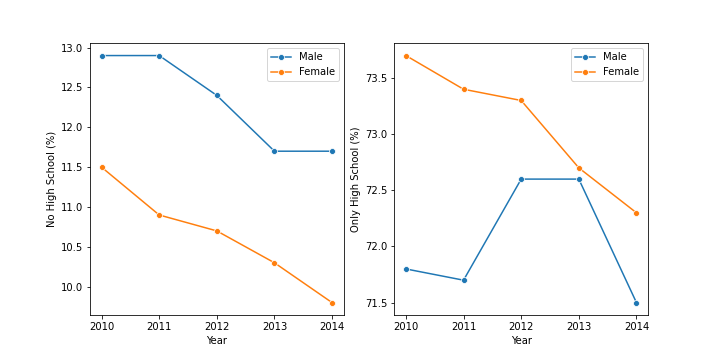 13.0
12.5
12.0
11.5
11.0
10.5
10.0
No High School (%)
2010 2011 2012 2013 2014
Year
Male
Female
73.5
73.0
72.5
72.0
71.5
Only High School (%)
2010 2011 2012 2013 2014
Year
Male
Female